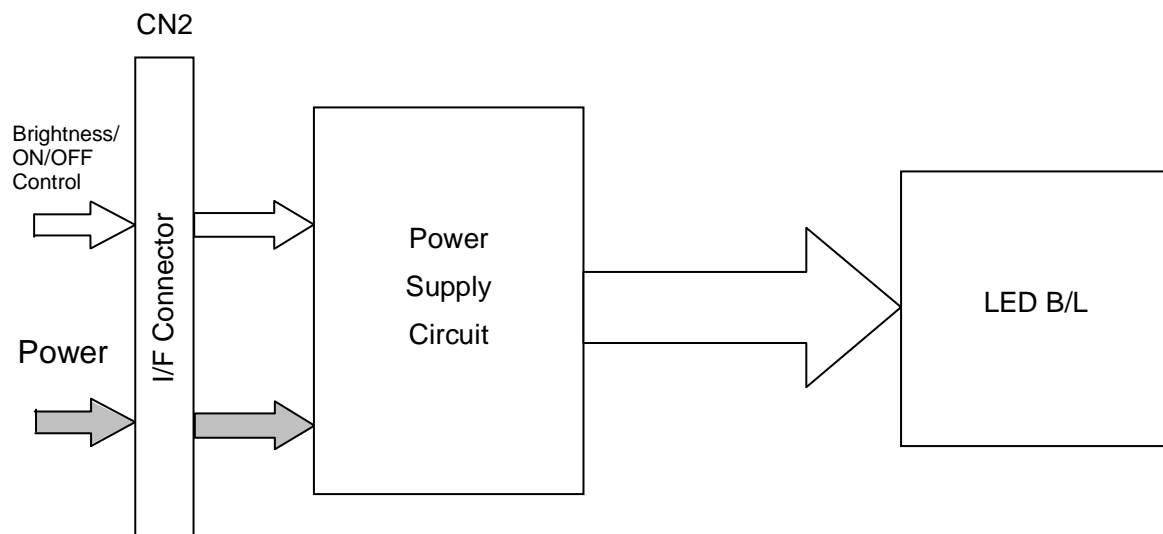 CN2
Brightness/
ON/OFF
Control
Power
I/F Connector
Power
Supply
Circuit
LED B/L